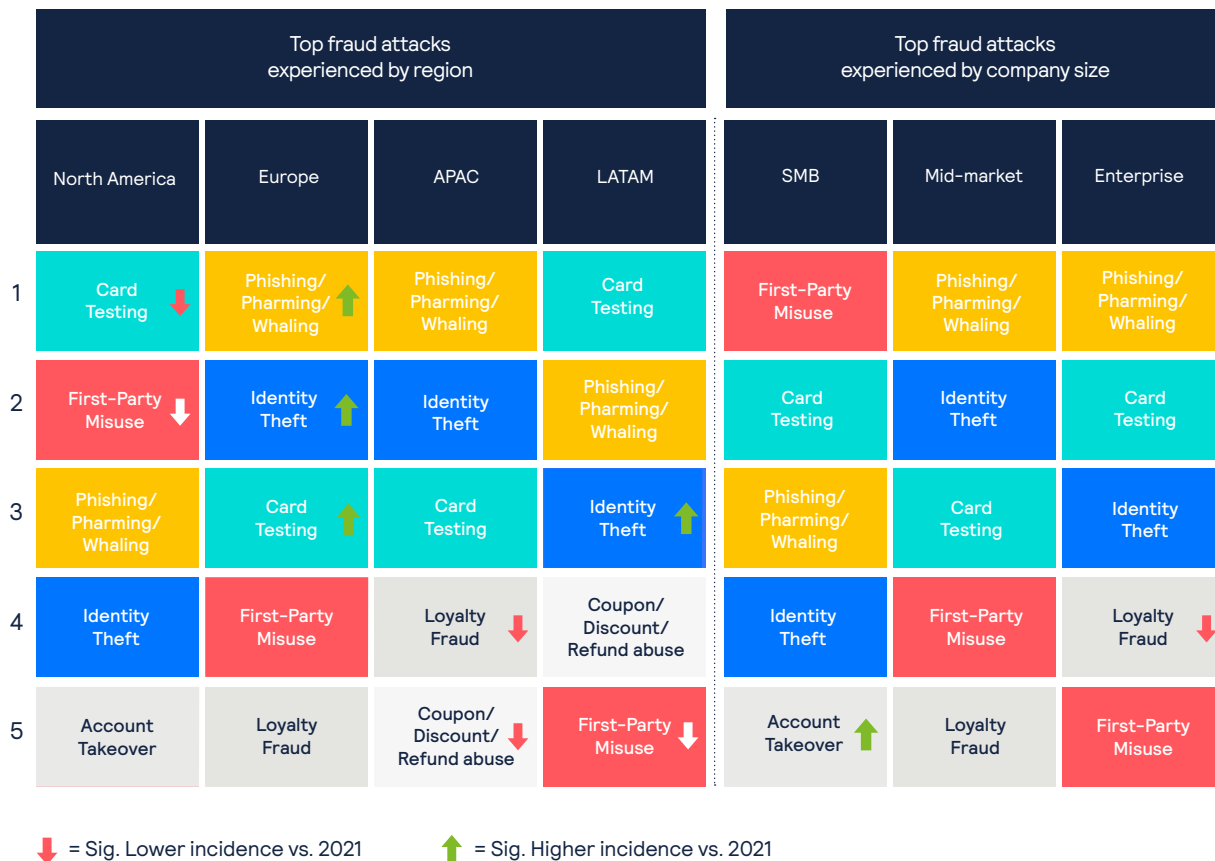 Top fraud attacks
experienced by region
Top fraud attacks
experienced by company size
North America
Europe
APAC
LATAM
SMB
Mid-market
Enterprise
1
Card
Testing
Phishing/
Pharming/
Whaling
Phishing/
Pharming/
Whaling
Card
Testing
First-Party
Misuse
Phishing/
Pharming/
Whaling
Phishing/
Pharming/
Whaling
2
First-Party
Misuse
Identity
Theft
Identity
Theft
Phishing/
Pharming/
Whaling
Card
Testing
Identity
Theft
Card
Testing
3
Phishing/
Pharming/
Whaling
Card
Testing
Card
Testing
Identity
Theft
Phishing/
Pharming/
Whaling
Card
Testing
Identity
Theft
4
Identity
Theft
First-Party
Misuse
Loyalty
Fraud
Coupon/
Discount/
Refund abuse
Identity
Theft
First-Party
Misuse
Loyalty
Fraud
5
Account
Takeover
Loyalty
Fraud
Coupon/
Discount/
Refund abuse
First-Party
Misuse
Account
Takeover
Loyalty
Fraud
First-Party
Misuse
= Sig. Lower incidence vs. 2021
= Sig. Higher incidence vs. 2021